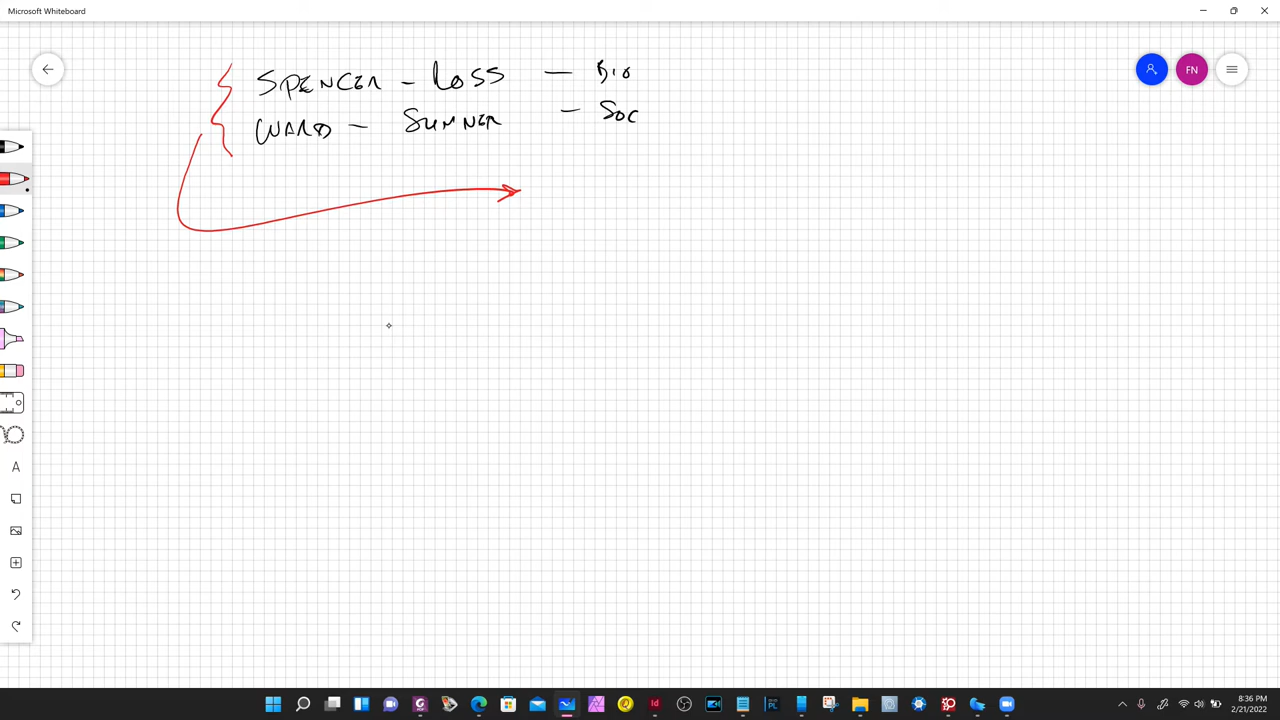 Microsoft Whiteboard
SPENCER - LOSS - BIO
WARD - SUMNER - SOC
FN
A
8:36 PM
2/21/2022